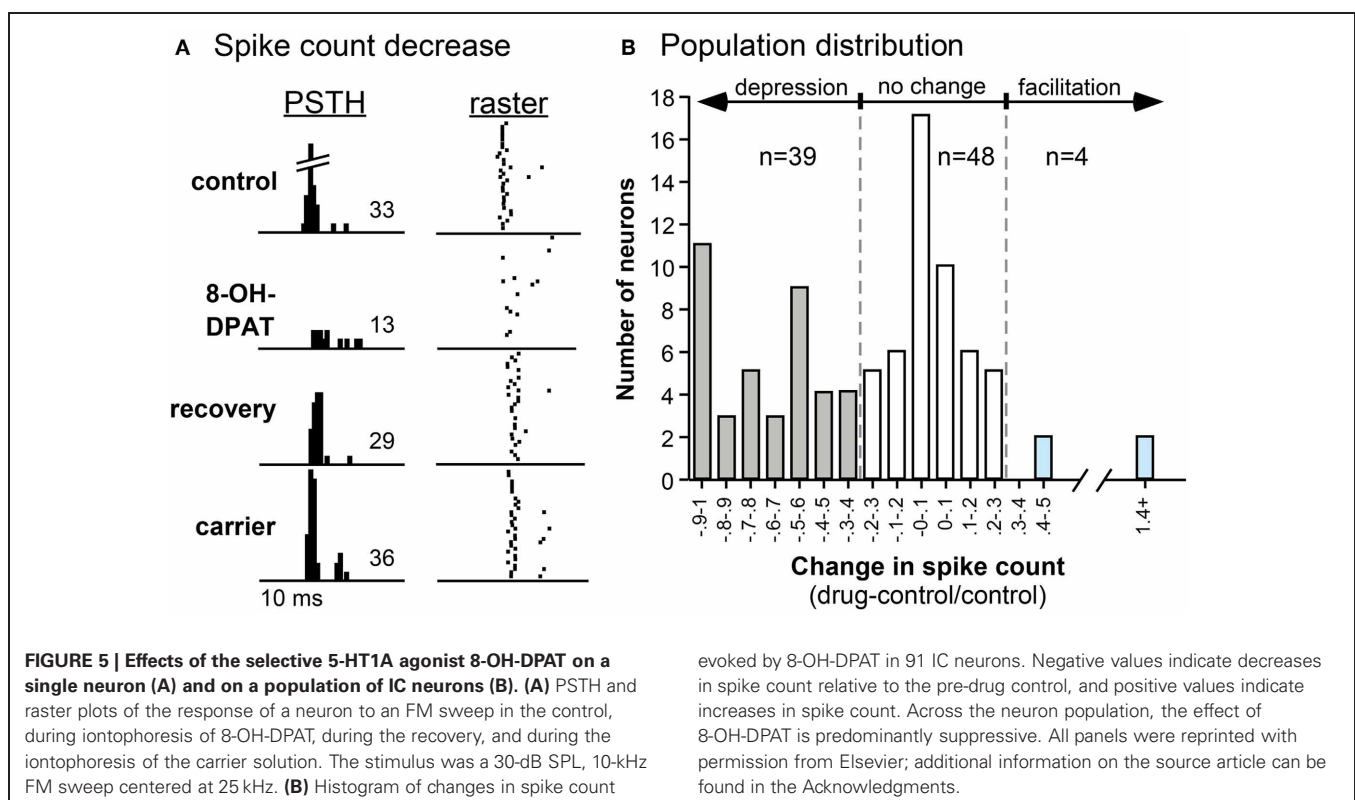 A Spike count decrease
PSTH
raster
control
33
8-OH-
DPAT
13
recovery
29
carrier
36
10 ms
B Population distribution
depression no change facilitation
n=39 n=48 n=4
Number of neurons
18
16
14
12
10
8
6
4
2
0
-.9-1
-.8-.9
-.7-.8
-.6-.7
-.5-.6
-.4-.5
-.3-.4
-.2-.3
-.1-.2
-0-.1
0-.1
.1-.2
.2-.3
.3-.4
.4-.5
1.4+
Change in spike count
(drug-control/control)
FIGURE 5 | Effects of the selective 5-HT1A agonist 8-OH-DPAT on a
single neuron (A) and on a population of IC neurons (B). (A) PSTH and
raster plots of the response of a neuron to an FM sweep in the control,
during iontophoresis of 8-OH-DPAT, during the recovery, and during the
iontophoresis of the carrier solution. The stimulus was a 30-dB SPL, 10-kHz
FM sweep centered at 25 kHz. (B) Histogram of changes in spike count
evoked by 8-OH-DPAT in 91 IC neurons. Negative values indicate decreases
in spike count relative to the pre-drug control, and positive values indicate
increases in spike count. Across the neuron population, the effect of
8-OH-DPAT is predominantly suppressive. All panels were reprinted with
permission from Elsevier; additional information on the source article can be
found in the Acknowledgments.